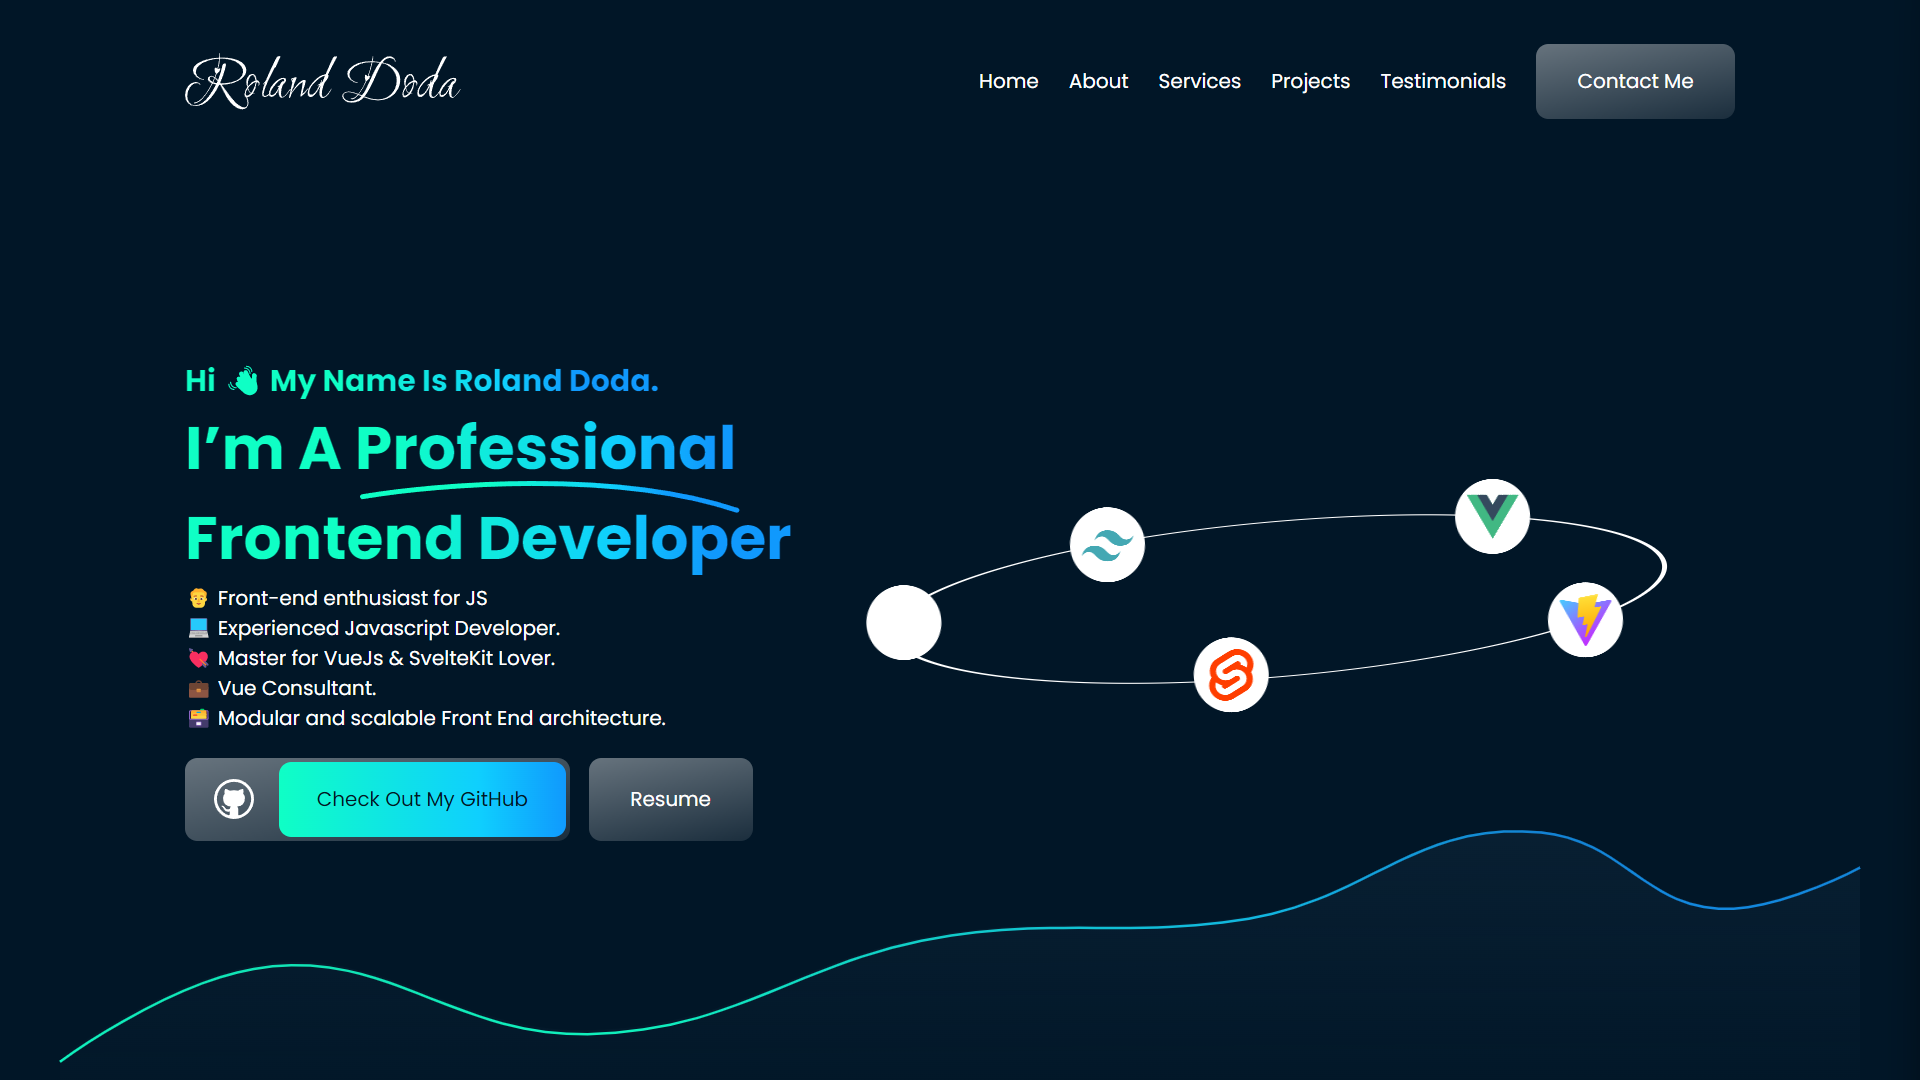 Roland Doda
Home About Services Projects Testimonials Contact Me
Hi 👋 My Name Is Roland Doda.
I’m A Professional
Frontend Developer
Front-end enthusiast for JS
Experienced Javascript Developer.
Master for VueJs & SvelteKit Lover.
Vue Consultant.
Modular and scalable Front End architecture.
Check Out My GitHub Resume